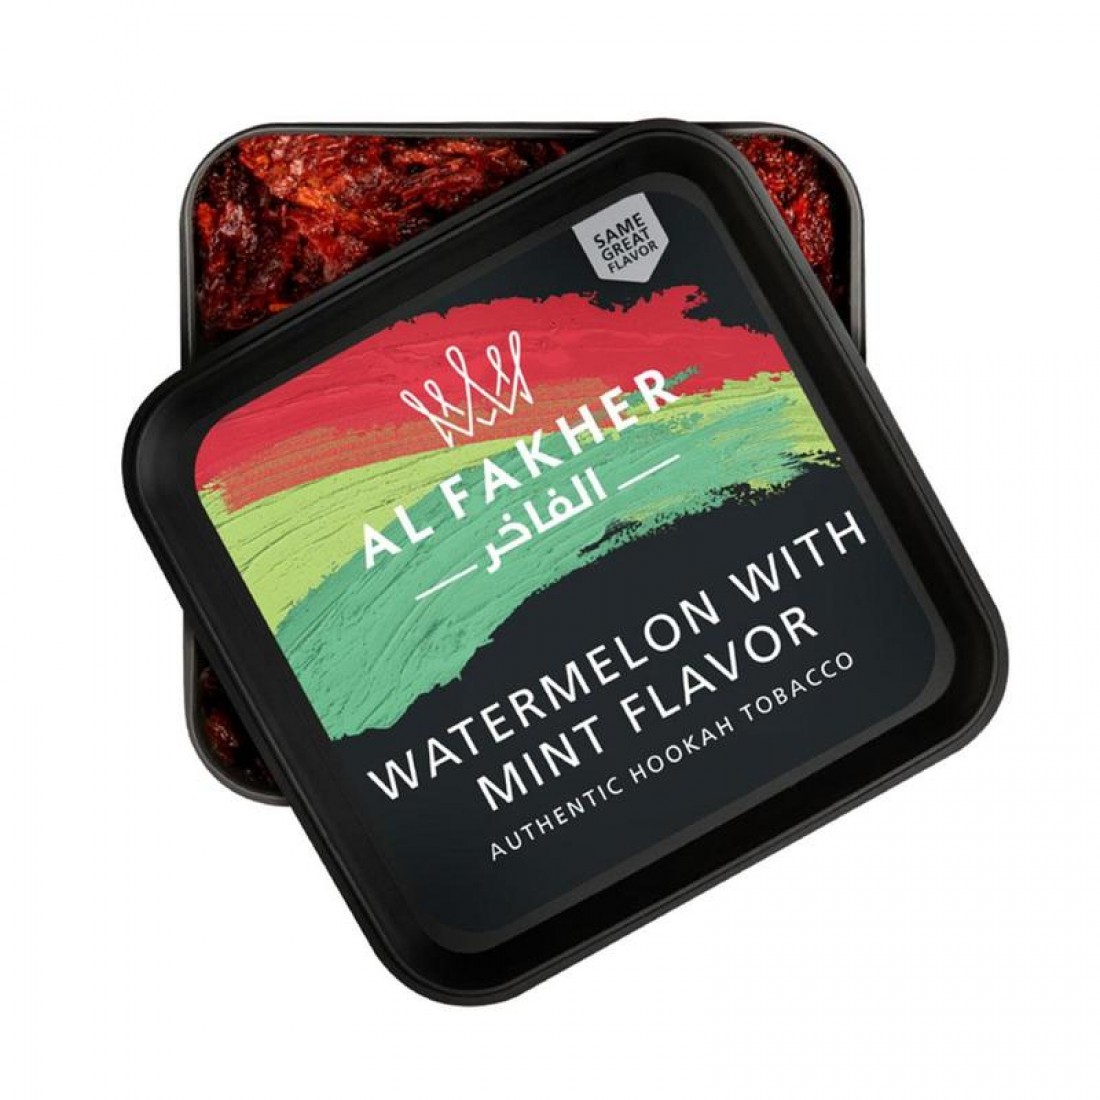 SAME
GREAT
FLAVOR
AL FAKHER
الفاخر
WATERMELON WITH
MINT FLAVOR
AUTHENTIC HOOKAH TOBACCO